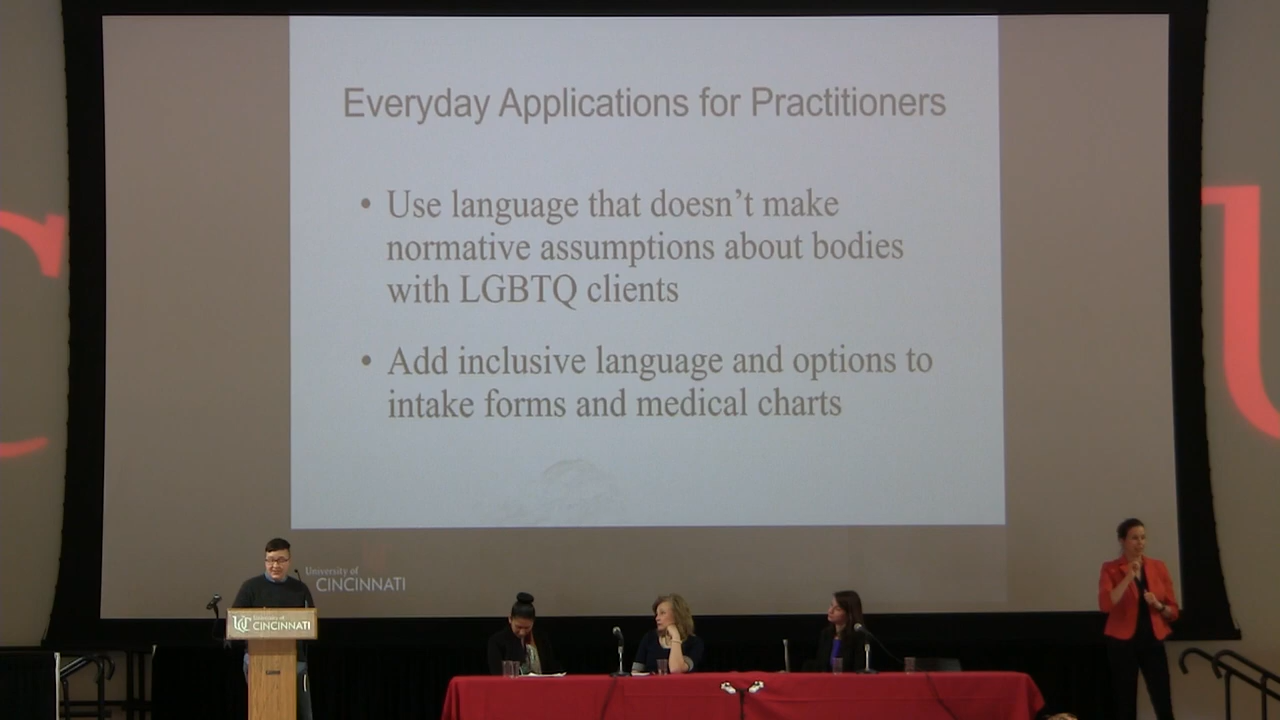 Everyday Applications for Practitioners
• Use language that doesn't make
normative assumptions about bodies
with LGBTQ clients
• Add inclusive language and options to
intake forms and medical charts
University of
CINCINNATI
UC University of
CINCINNATI
C
U